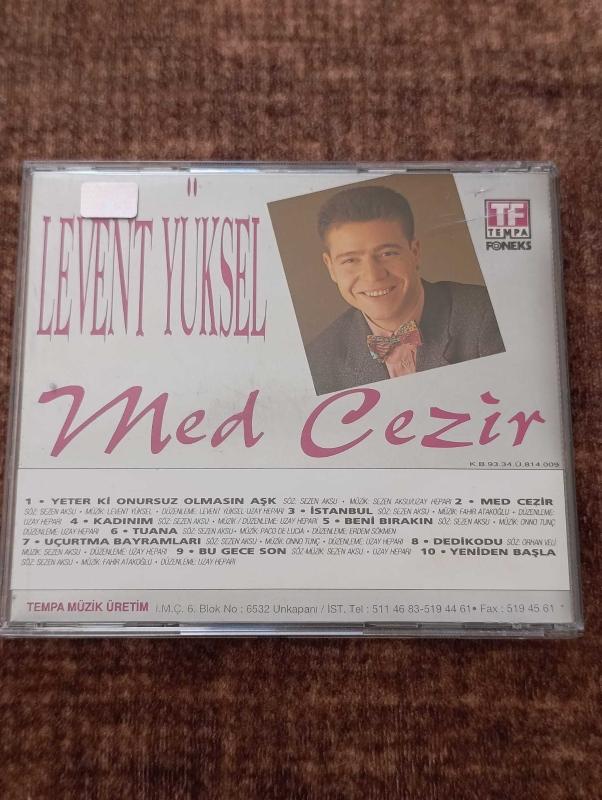 LEVENT YÜKSEL
TF
TEMPA
FONEKS
Med Cezir
K.B.93.34.Ü.814.009
1 • YETER Kİ ONURSUZ OLMASIN AŞK SÖZ: SEZEN AKSU • MÜZİK: SEZEN AKSU/UZAY HEPARI 2 • MED CEZİR
SÖZ: SEZEN AKSU • MÜZİK: LEVENT YÜKSEL • DÜZENLEME: LEVENT YÜKSEL, UZAY HEPARI 3 • İSTANBUL SÖZ: SEZEN AKSU • MÜZİK: FAHİR ATAKOĞLU • DÜZENLEME:
UZAY HEPARI 4 • KADINIM SÖZ: SEZEN AKSU • MÜZİK / DÜZENLEME: UZAY HEPARI 5 • BENİ BIRAKIN SÖZ: SEZEN AKSU • MÜZİK: ONNO TUNÇ
DÜZENLEME: UZAY HEPARI 6 • TUANA SÖZ: SEZEN AKSU • MÜZİK: PACO DE LUCIA • DÜZENLEME: ERDEM SÖKMEN
7 • UÇURTMA BAYRAMLARI SÖZ: SEZEN AKSU • MÜZİK: ONNO TUNÇ • DÜZENLEME: UZAY HEPARI 8 • DEDİKODU SÖZ: ORHAN VELİ
MÜZİK: SEZEN AKSU • DÜZENLEME: UZAY HEPARI 9 • BU GECE SON SÖZ/MÜZİK: SEZEN AKSU • UZAY HEPARI 10 • YENİDEN BAŞLA
SÖZ: SEZEN AKSU • MÜZİK: FAHİR ATAKOĞLU • DÜZENLEME: UZAY HEPARI
TEMPA MÜZİK ÜRETİM İ.M.Ç. 6. Blok No : 6532 Unkapanı / İST. Tel : 511 46 83-519 44 61 • Fax : 519 45 61